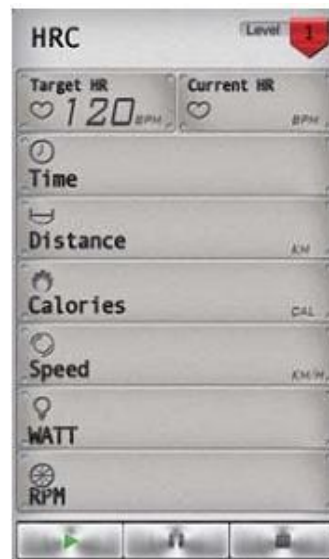 HRC Level 1
Target HR Current HR
120 BPM BPM
Time
Distance KM
Calories CAL
Speed KM/H
WATT
RPM